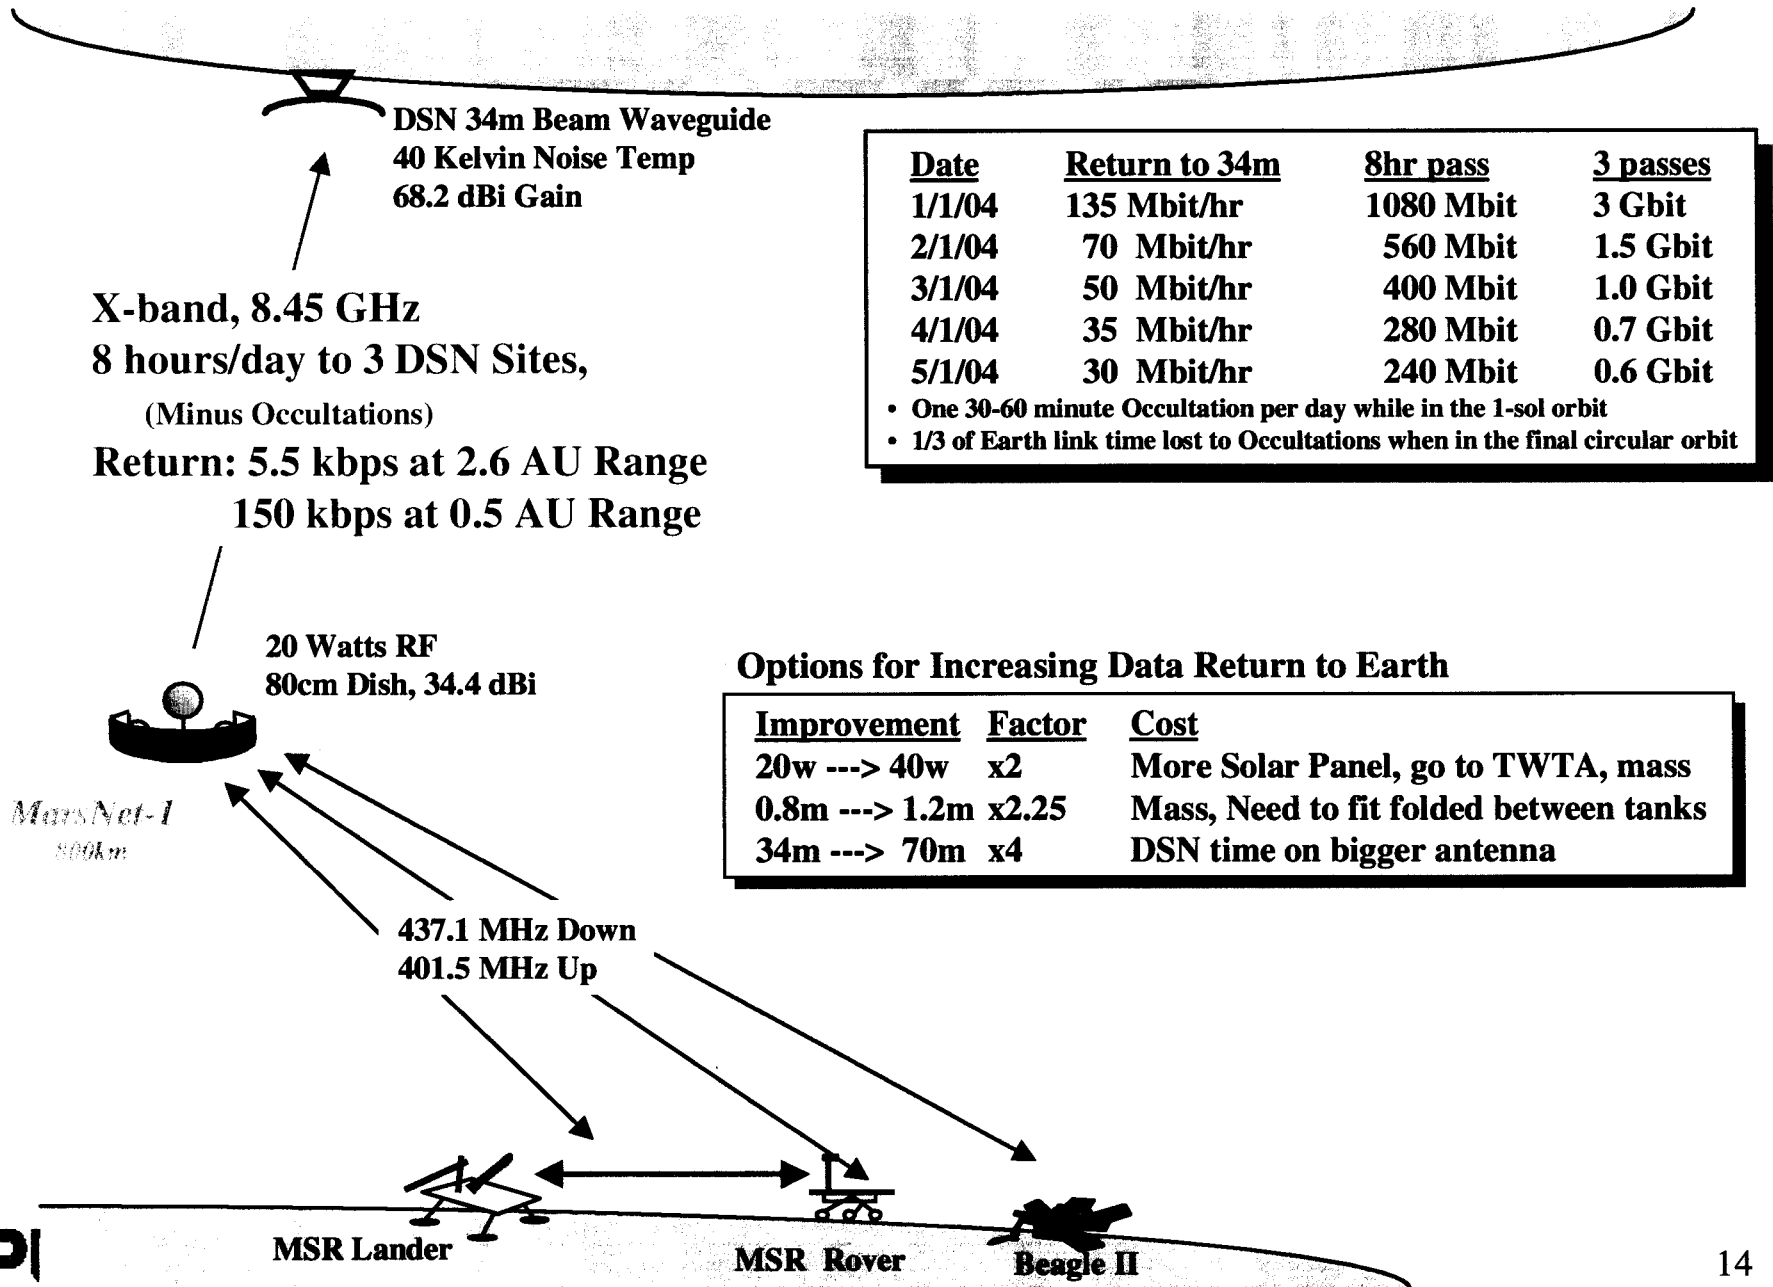 DSN 34m Beam Waveguide
40 Kelvin Noise Temp
68.2 dBi Gain
Date Return to 34m 8hr pass 3 passes
1/1/04 135 Mbit/hr 1080 Mbit 3 Gbit
2/1/04 70 Mbit/hr 560 Mbit 1.5 Gbit
3/1/04 50 Mbit/hr 400 Mbit 1.0 Gbit
4/1/04 35 Mbit/hr 280 Mbit 0.7 Gbit
5/1/04 30 Mbit/hr 240 Mbit 0.6 Gbit
• One 30-60 minute Occultation per day while in the 1-sol orbit
• 1/3 of Earth link time lost to Occultations when in the final circular orbit
X-band, 8.45 GHz
8 hours/day to 3 DSN Sites,
(Minus Occultations)
Return: 5.5 kbps at 2.6 AU Range
150 kbps at 0.5 AU Range
20 Watts RF
80cm Dish, 34.4 dBi
MarsNet-1
800km
Options for Increasing Data Return to Earth
Improvement Factor Cost
20w ---> 40w x2 More Solar Panel, go to TWTA, mass
0.8m ---> 1.2m x2.25 Mass, Need to fit folded between tanks
34m ---> 70m x4 DSN time on bigger antenna
437.1 MHz Down
401.5 MHz Up
MSR Lander
MSR Rover
Beagle II
14